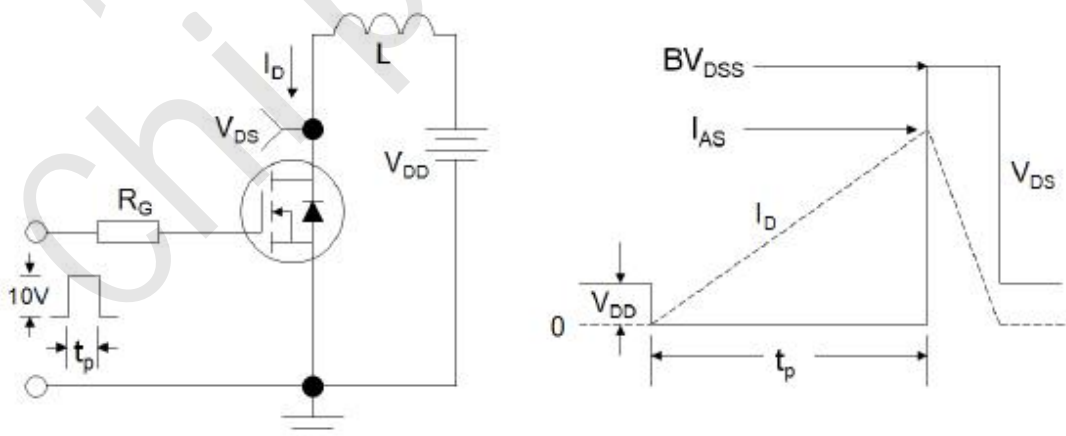 L
I_D
V_DS
V_DD
R_G
10V
t_p
BV_DSS
I_AS
V_DS
I_D
V_DD
0
t_p